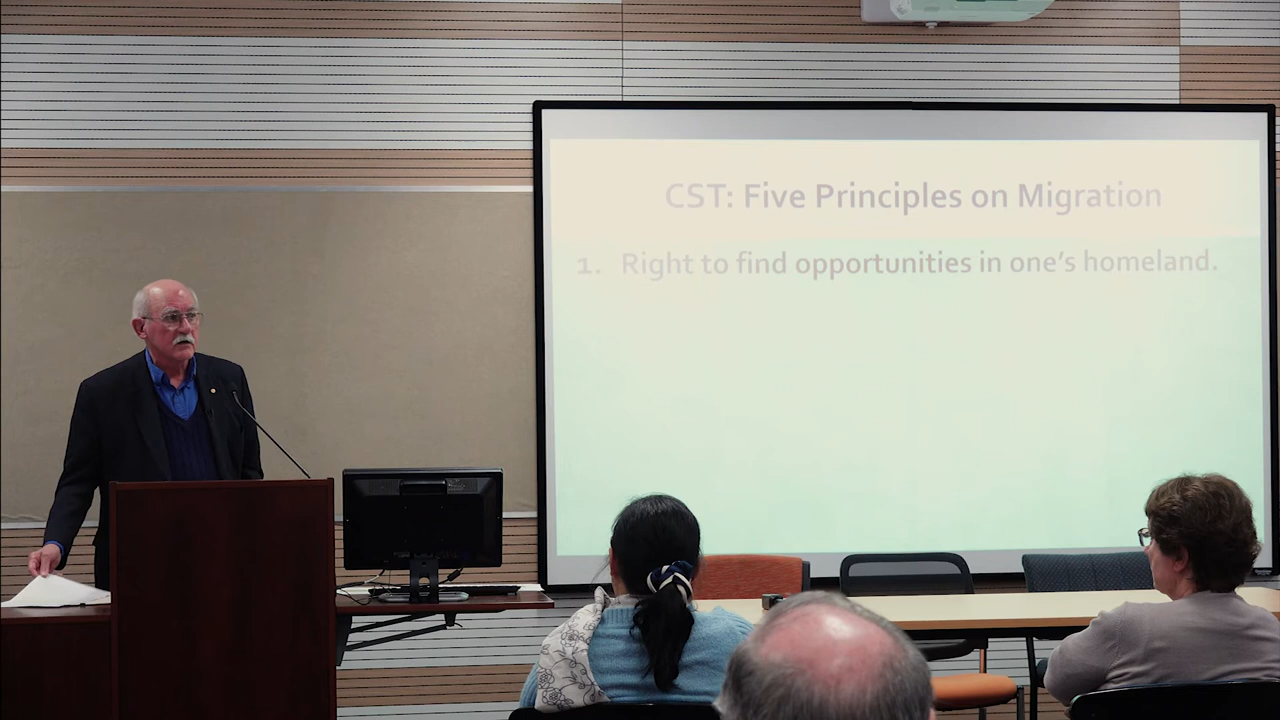 CST: Five Principles on Migration
1. Right to find opportunities in one's homeland.